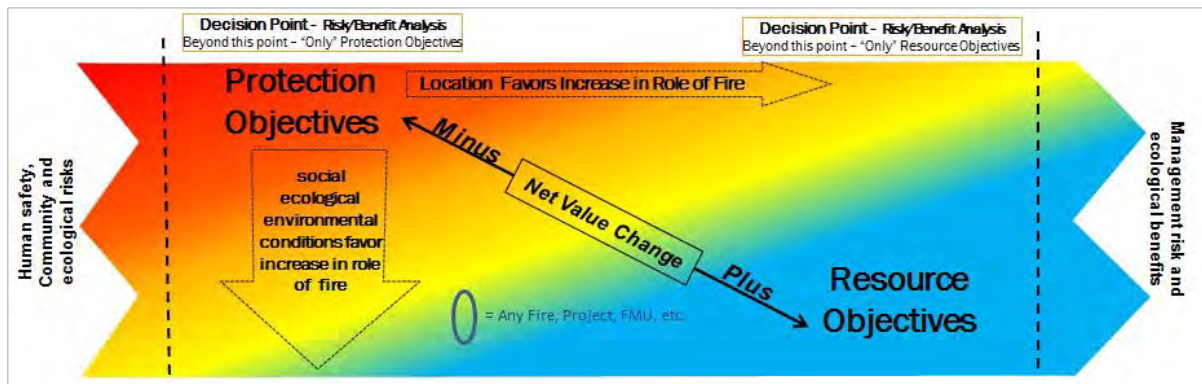 Decision Point - Risk/Benefit Analysis
Beyond this point – "Only" Protection Objectives
Decision Point - Risk/Benefit Analysis
Beyond this point – "Only" Resource Objectives
Protection
Objectives
Location Favors Increase in Role of Fire
Minus
Net Value Change
Plus
social
ecological
environmental
conditions favor
increase in role
of fire
Human safety,
Community and
ecological risks
Management risk and
ecological benefits
Resource
Objectives
= Any Fire, Project, FMU, etc.